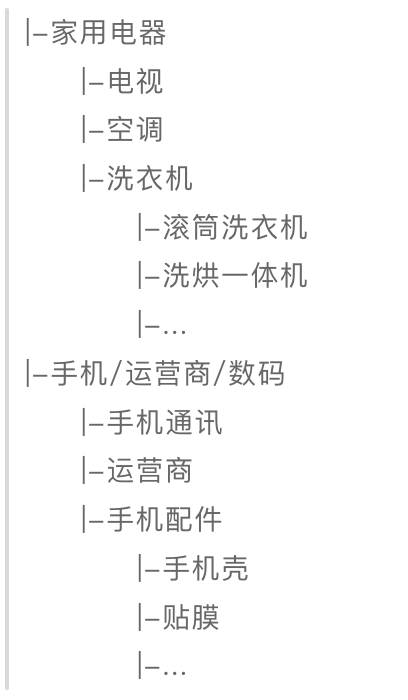 |–家用电器
|–电视
|–空调
|–洗衣机
|–滚筒洗衣机
|–洗烘一体机
|–...
|–手机/运营商/数码
|–手机通讯
|–运营商
|–手机配件
|–手机壳
|–贴膜
|–...